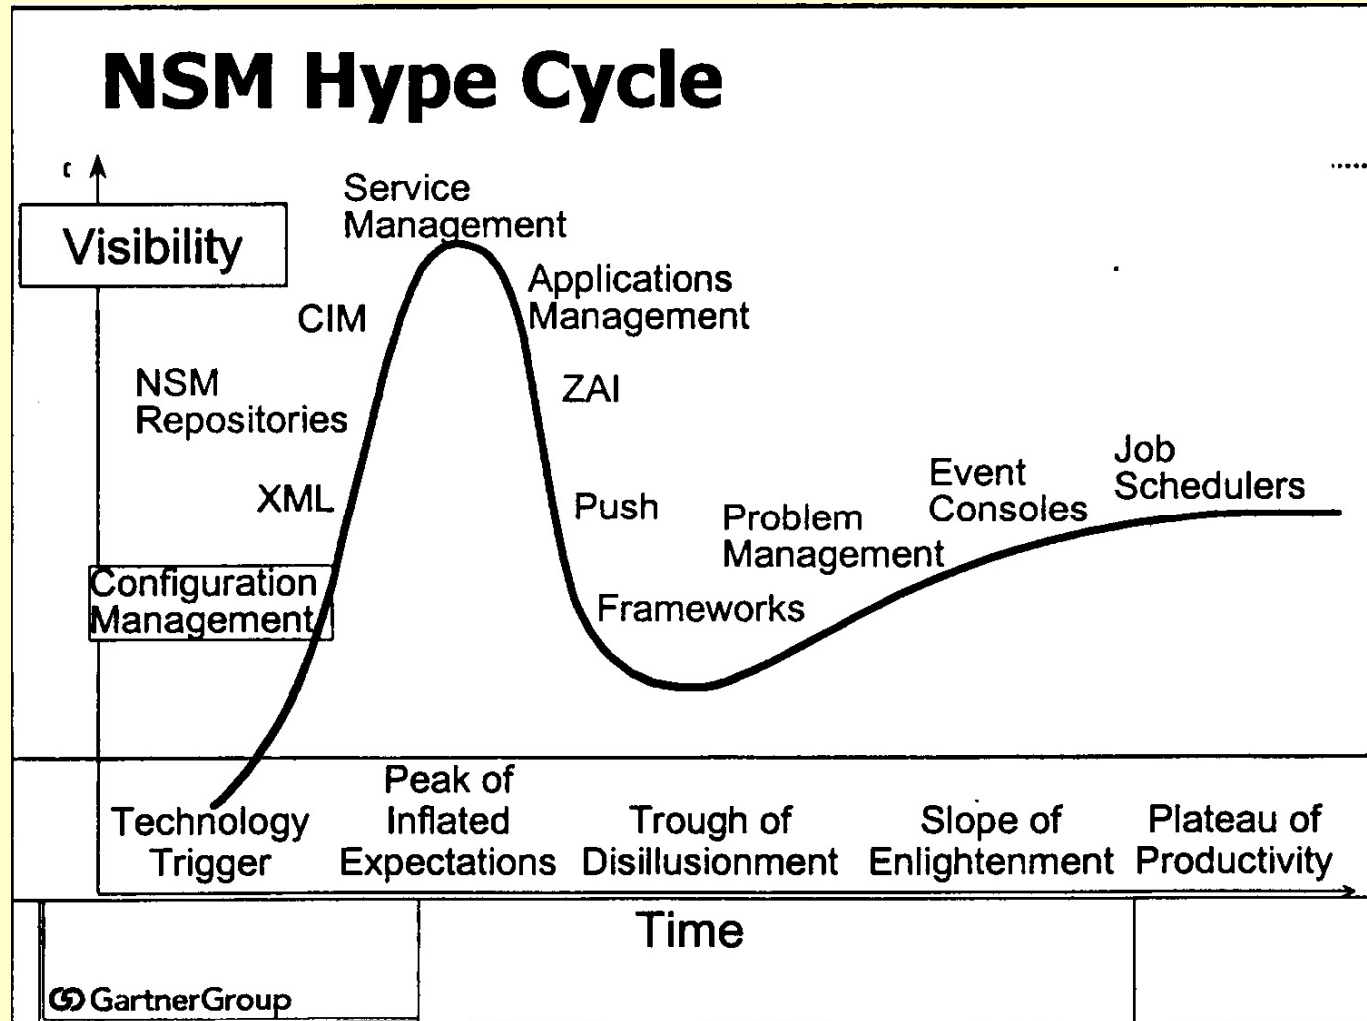 NSM Hype Cycle
Visibility
Service
Management
CIM
Applications
Management
NSM
Repositories
ZAI
XML
Push
Configuration
Management
Frameworks
Problem
Management
Event
Consoles
Job
Schedulers
Technology
Trigger
Peak of
Inflated
Expectations
Trough of
Disillusionment
Slope of
Enlightenment
Plateau of
Productivity
Time
GartnerGroup